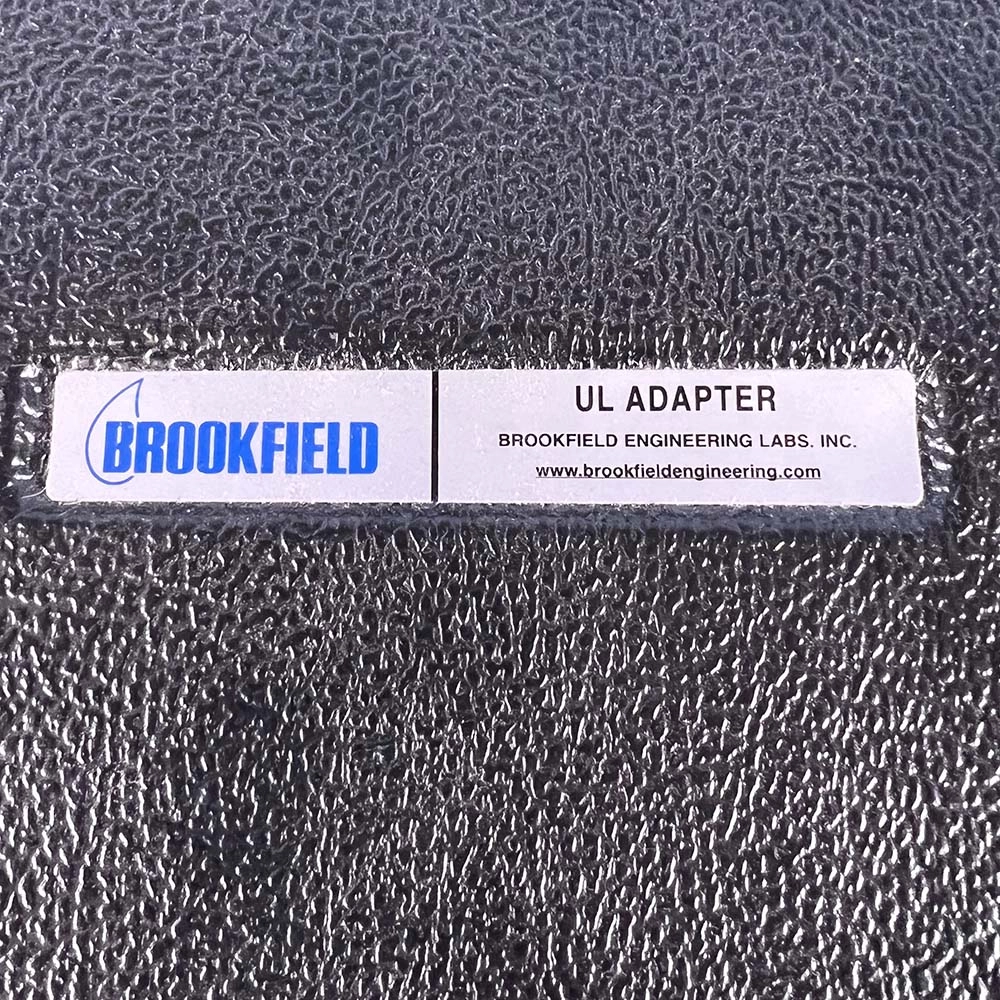 BROOKFIELD
UL ADAPTER
BROOKFIELD ENGINEERING LABS. INC.
www.brookfieldengineering.com